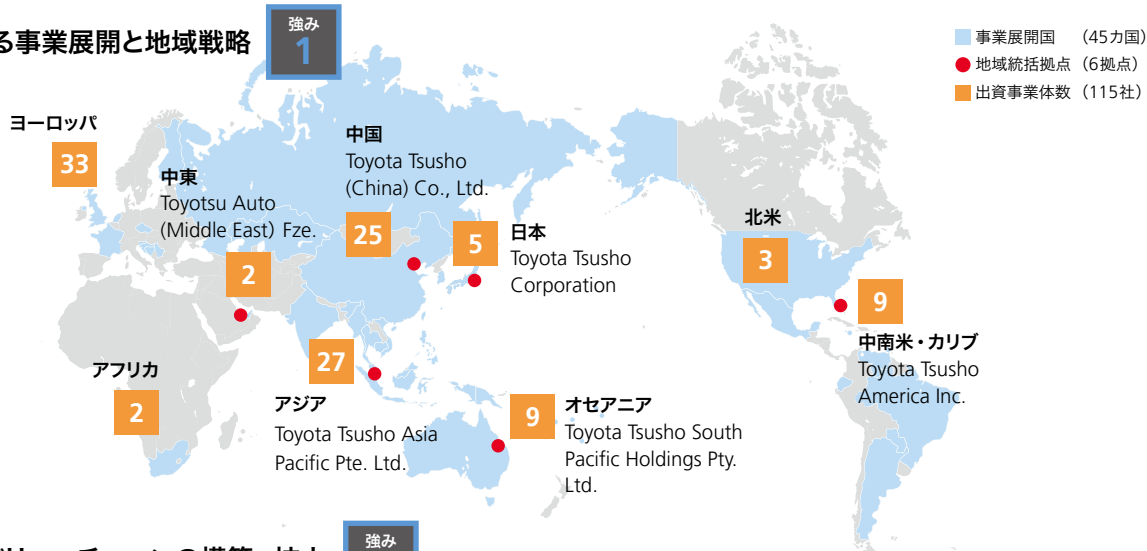 る事業展開と地域戦略
強み
1
事業展開国 （45カ国）
地域統括拠点 （6拠点）
出資事業体数 （115社）
ヨーロッパ
33
中東
Toyotsu Auto
(Middle East) Fze.
2
中国
Toyota Tsusho
(China) Co., Ltd.
25
5
日本
Toyota Tsusho
Corporation
北米
3
9
中南米・カリブ
Toyota Tsusho
America Inc.
アフリカ
2
27
アジア
Toyota Tsusho Asia
Pacific Pte. Ltd.
9
オセアニア
Toyota Tsusho South
Pacific Holdings Pty.
Ltd.
強み